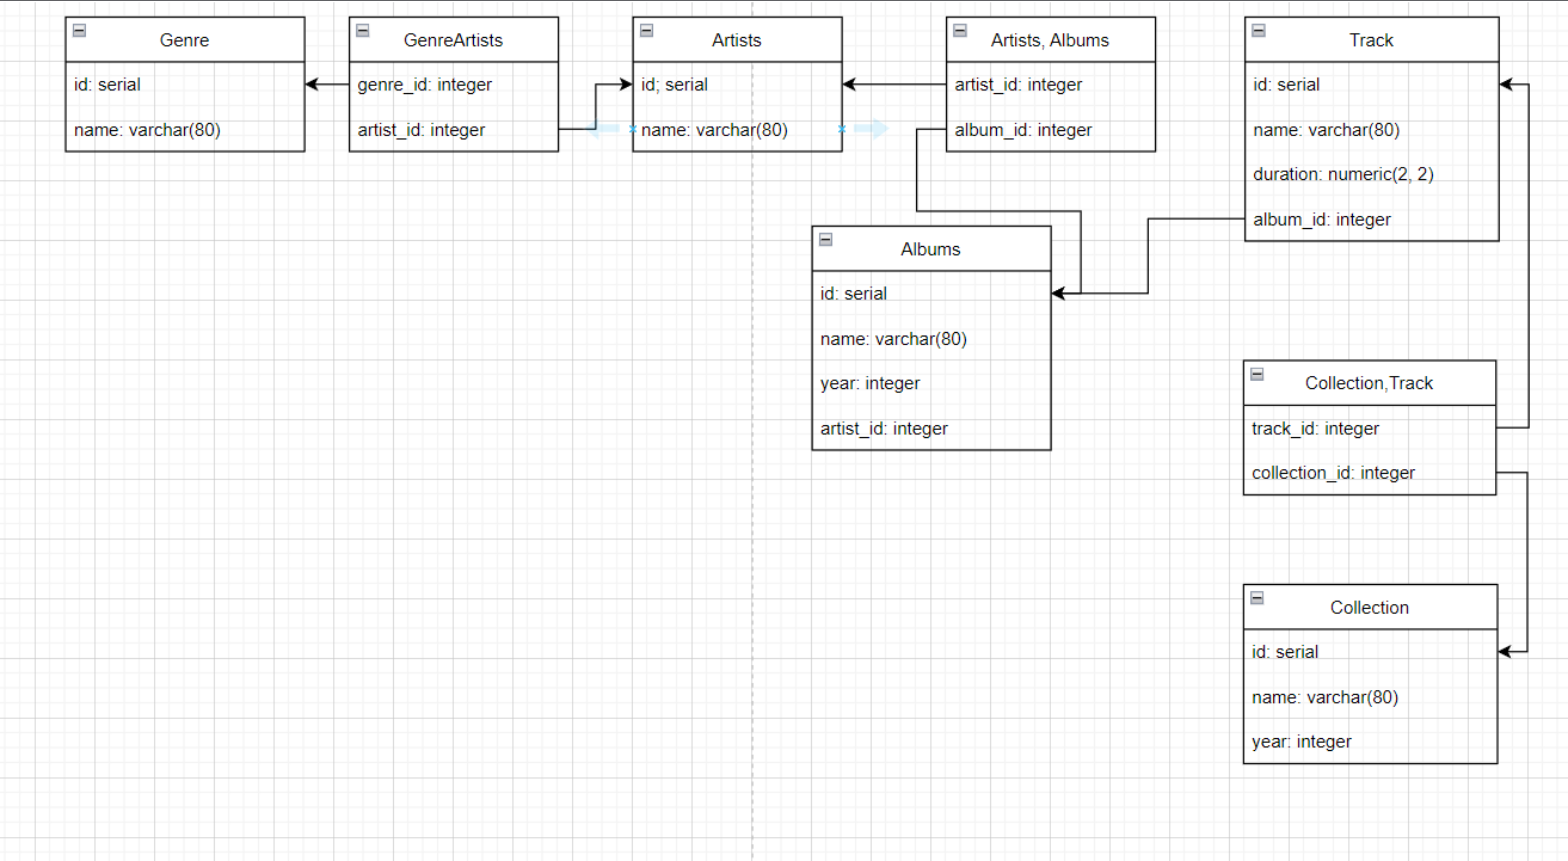 Genre
id: serial
name: varchar(80)
GenreArtists
genre_id: integer
artist_id: integer
Artists
id; serial
name: varchar(80)
Artists, Albums
artist_id: integer
album_id: integer
Track
id: serial
name: varchar(80)
duration: numeric(2, 2)
album_id: integer
Albums
id: serial
name: varchar(80)
year: integer
artist_id: integer
Collection,Track
track_id: integer
collection_id: integer
Collection
id: serial
name: varchar(80)
year: integer